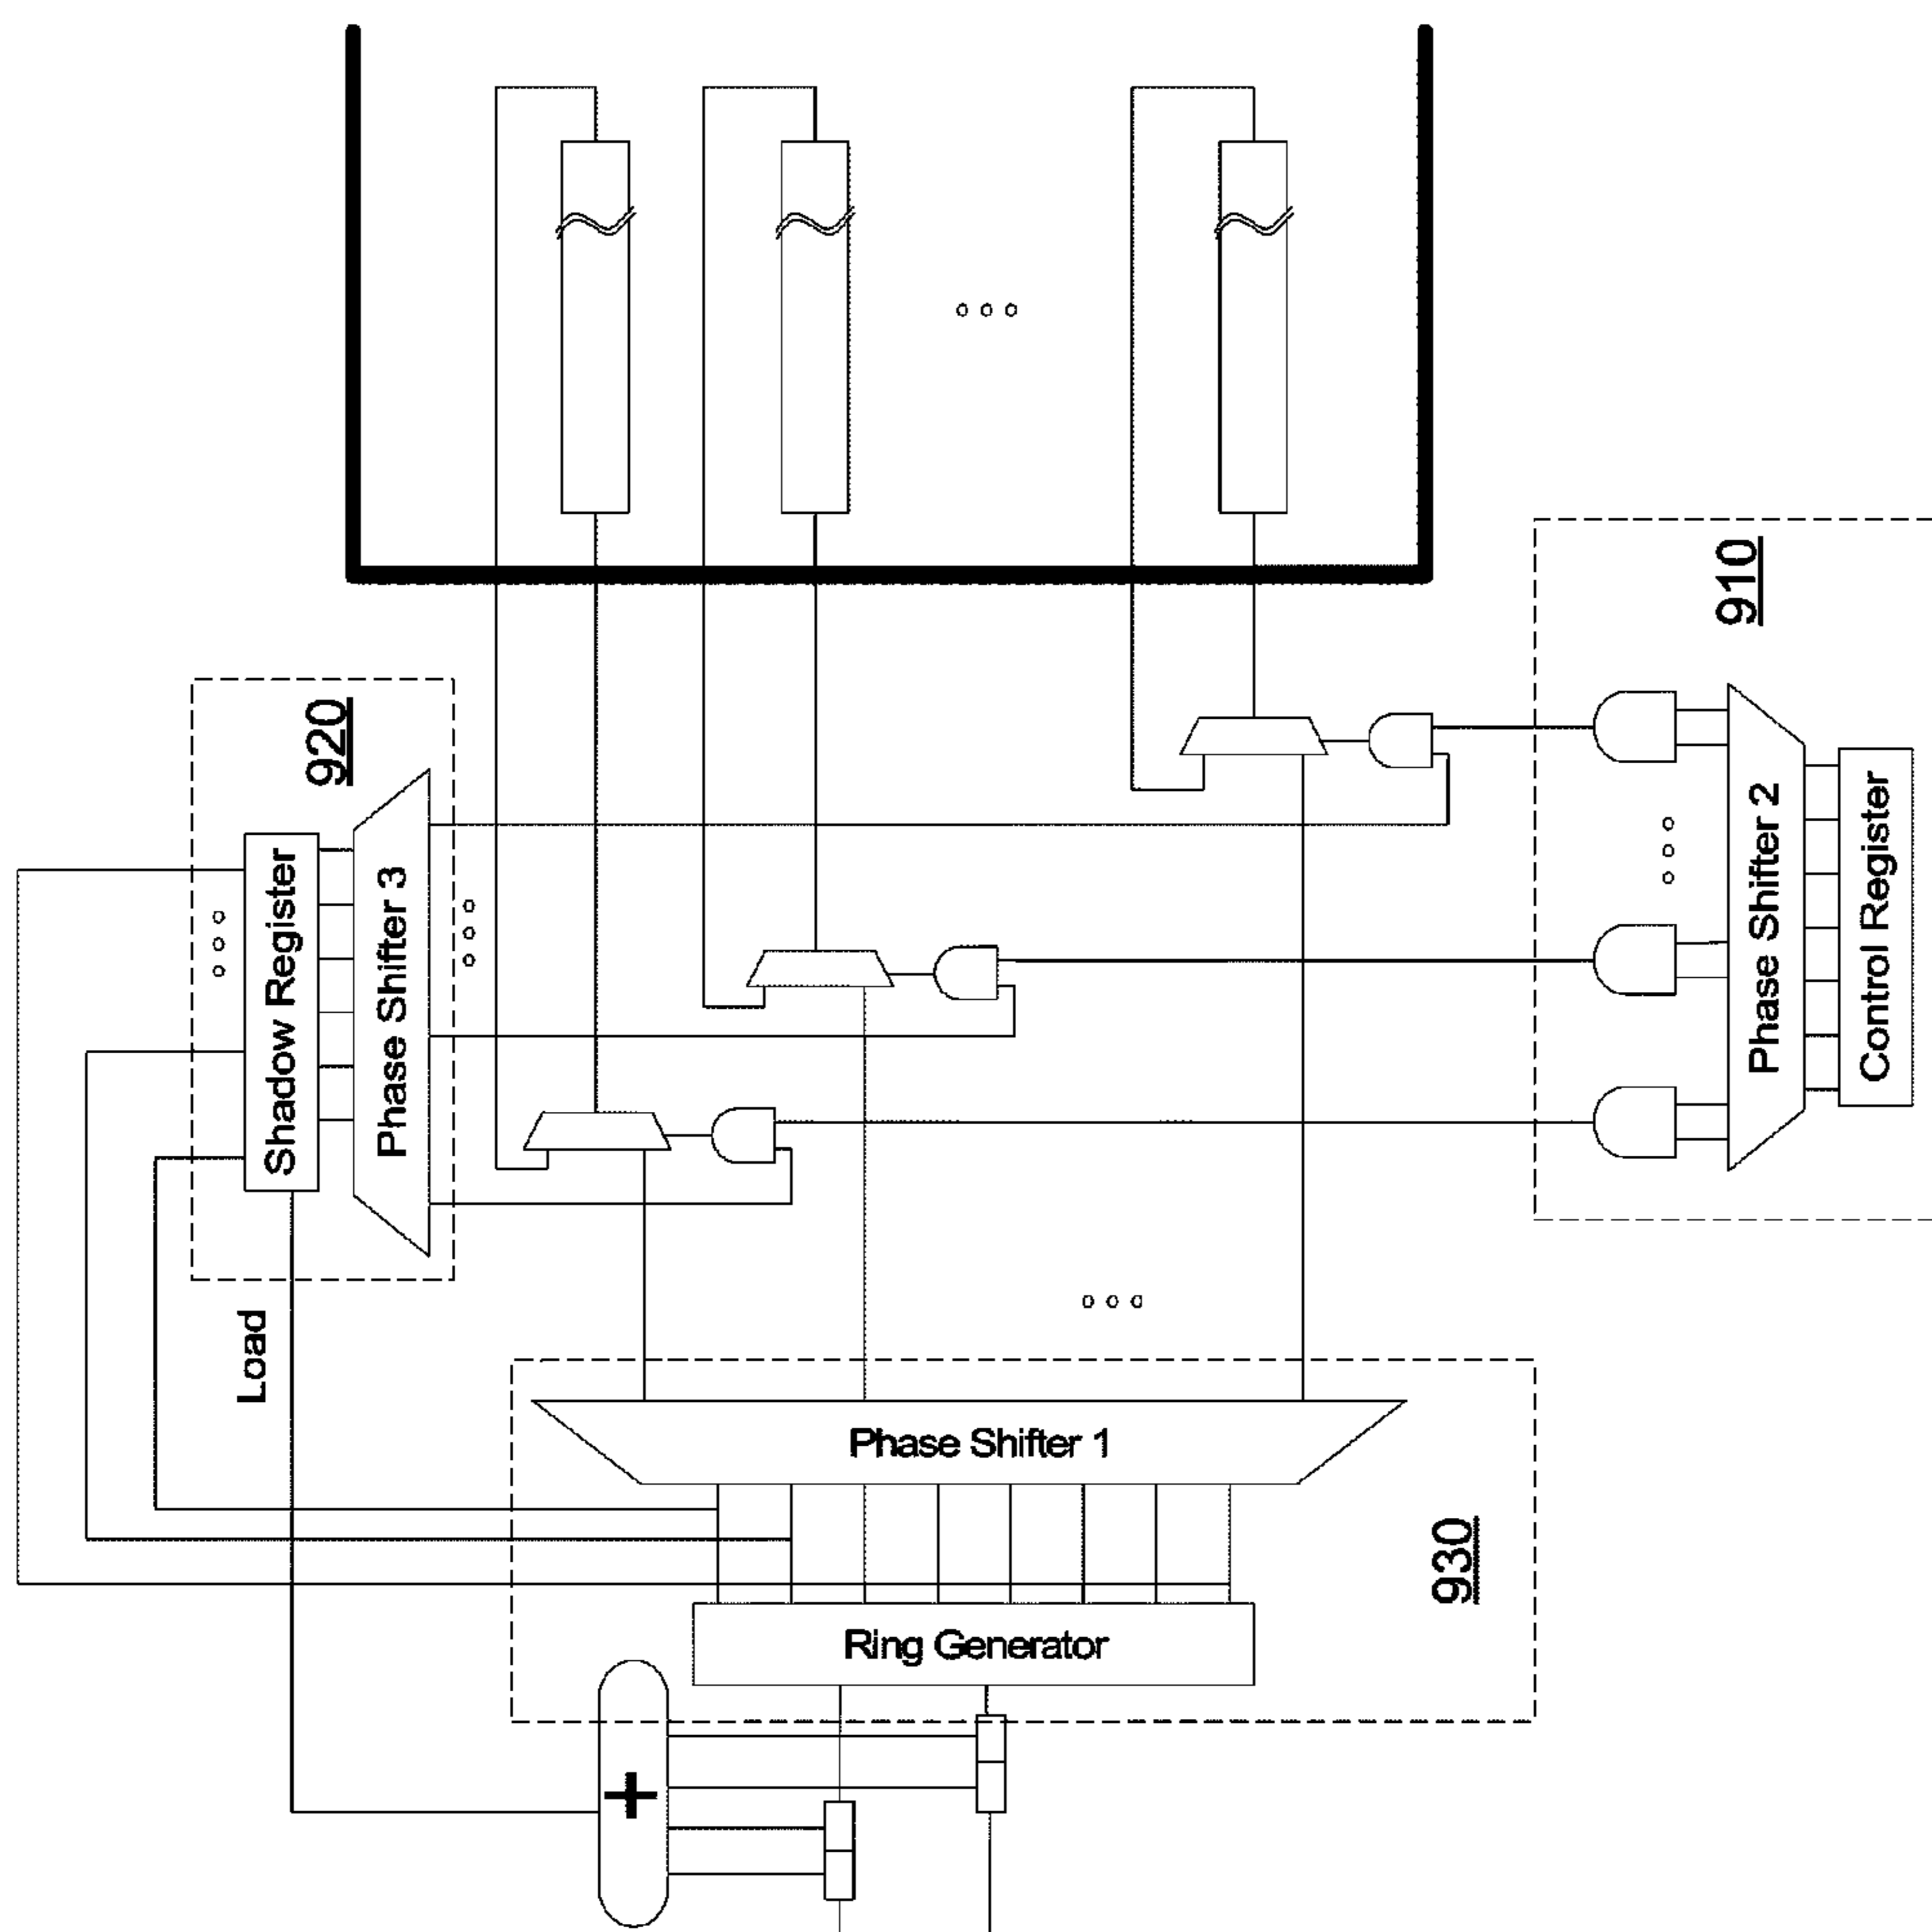 910
920
Shadow Register
Phase Shifter 3
Phase Shifter 2
Control Register
Load
Phase Shifter 1
930
Ring Generator
+